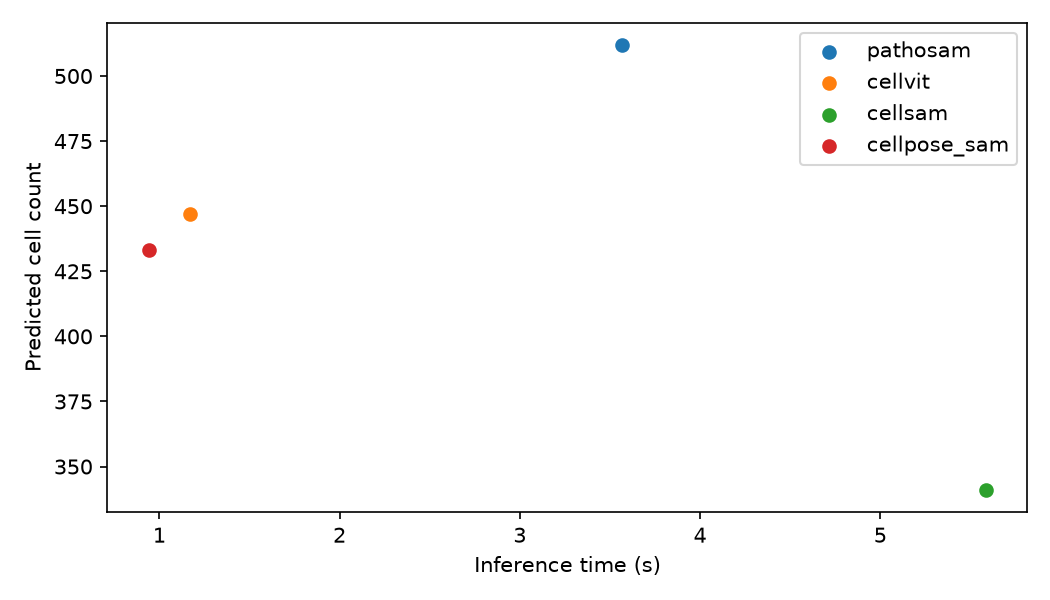 pathosam
cellvit
cellsam
cellpose_sam
500
475
450
425
400
375
350
Predicted cell count
1 2 3 4 5
Inference time (s)